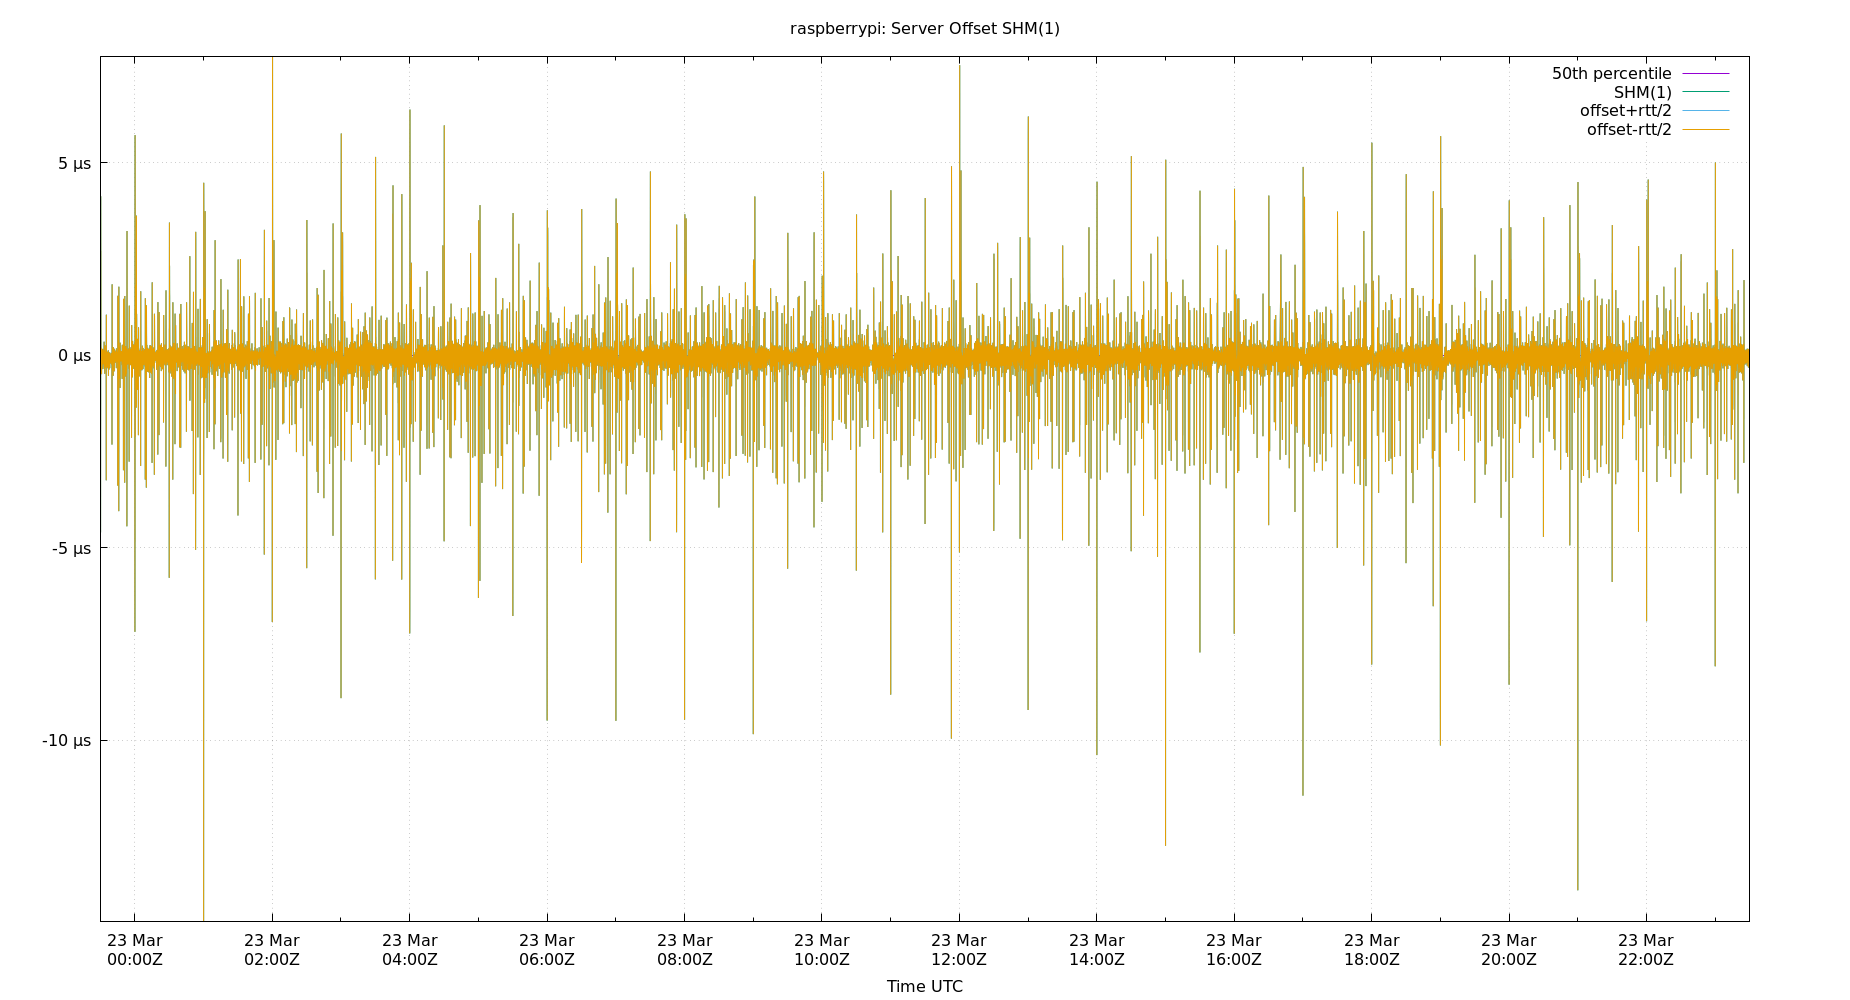 raspberrypi: Server Offset SHM(1)
50th percentile
SHM(1)
offset+rtt/2
offset-rtt/2
5 µs
0 µs
-5 µs
-10 µs
23 Mar 23 Mar 23 Mar 23 Mar 23 Mar 23 Mar 23 Mar 23 Mar 23 Mar 23 Mar 23 Mar 23 Mar
00:00Z 02:00Z 04:00Z 06:00Z 08:00Z 10:00Z 12:00Z 14:00Z 16:00Z 18:00Z 20:00Z 22:00Z
Time UTC